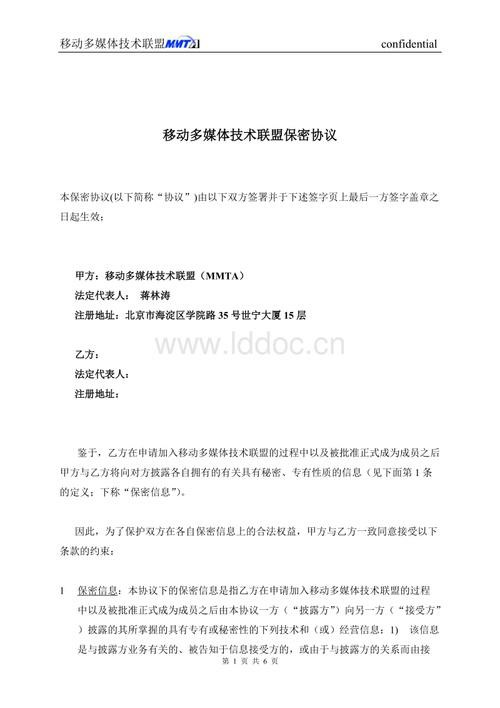 移动多媒体技术联盟MMTA confidential
移动多媒体技术联盟保密协议
本保密协议(以下简称“协议”)由以下双方签署并于下述签字页上最后一方签字盖章之
日起生效；
甲方：移动多媒体技术联盟（MMTA）
法定代表人： 蒋林涛
注册地址：北京市海淀区学院路 35 号世宁大厦 15 层
www.lddoc.cn
乙方：
法定代表人：
注册地址：
鉴于，乙方在申请加入移动多媒体技术联盟的过程中以及被批准正式成为成员之后
甲方与乙方将向对方披露各自拥有的有关具有秘密、专有性质的信息（见下面第 1 条
的定义；下称“保密信息”）。
因此，为了保护双方在各自保密信息上的合法权益，甲方与乙方一致同意接受以下
条款的约束：
1 保密信息：本协议下的保密信息是指乙方在申请加入移动多媒体技术联盟的过程
中以及被批准正式成为成员之后由本协议一方（“披露方”）向另一方（“接受方”
）披露的其所掌握的具有专有或秘密性的下列技术和（或）经营信息：1） 该信息
是与披露方业务有关的、被告知于信息接受方的，或由于与披露方的关系而由接
第 1 页 共 6 页